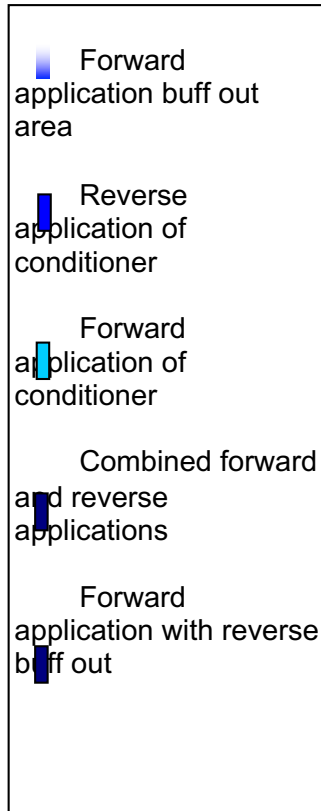 Forward
application buff out
area
Reverse
application of
conditioner
Forward
application of
conditioner
Combined forward
and reverse
applications
Forward
application with reverse
buff out